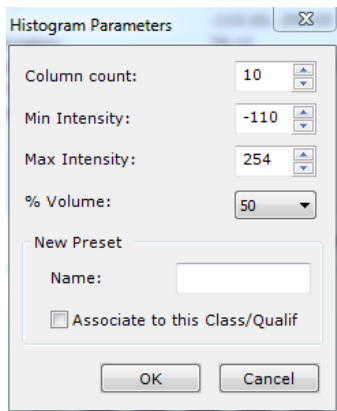 Histogram Parameters
Column count: 10
Min Intensity: -110
Max Intensity: 254
% Volume: 50
New Preset
Name:
Associate to this Class/Qualif
OK Cancel